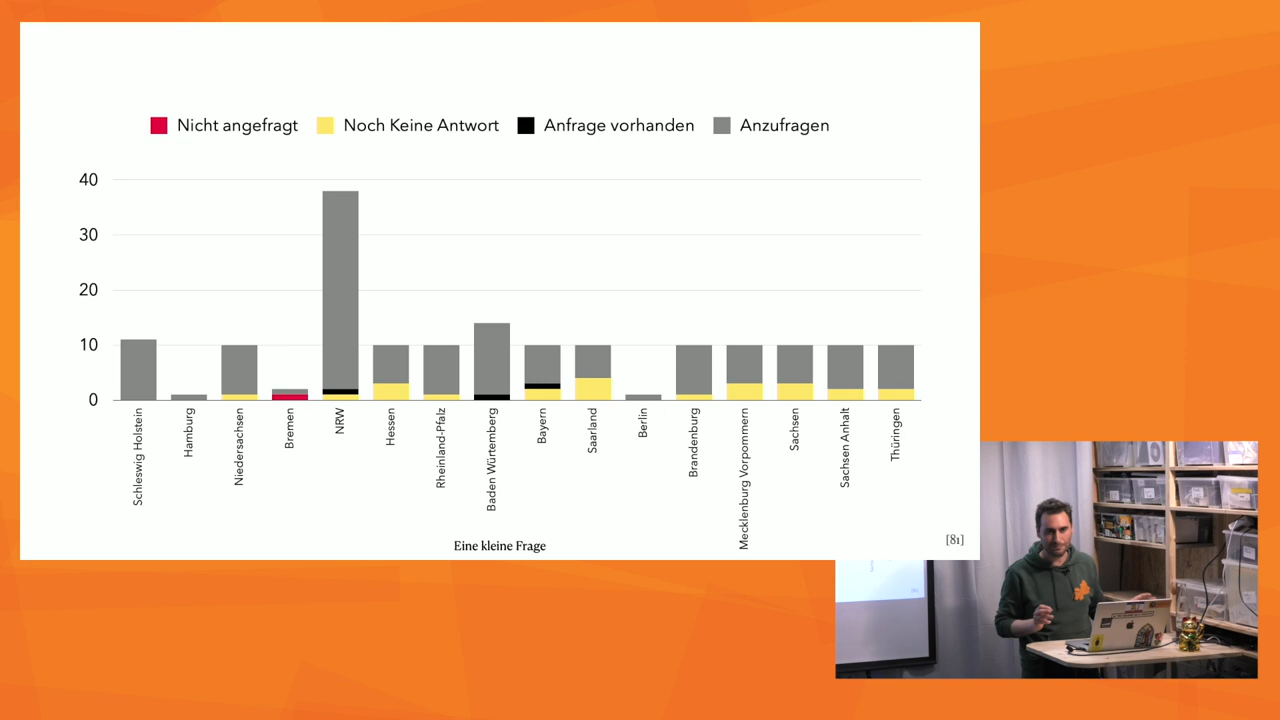 Nicht angefragt Noch Keine Antwort Anfrage vorhanden Anzufragen
40
30
20
10
0
Schleswig Holstein
Hamburg
Niedersachsen
Bremen
NRW
Hessen
Rheinland-Pfalz
Baden Würtemberg
Bayern
Saarland
Berlin
Brandenburg
Mecklenburg Vorpommern
Sachsen
Sachsen Anhalt
Thüringen
Eine kleine Frage
[81]